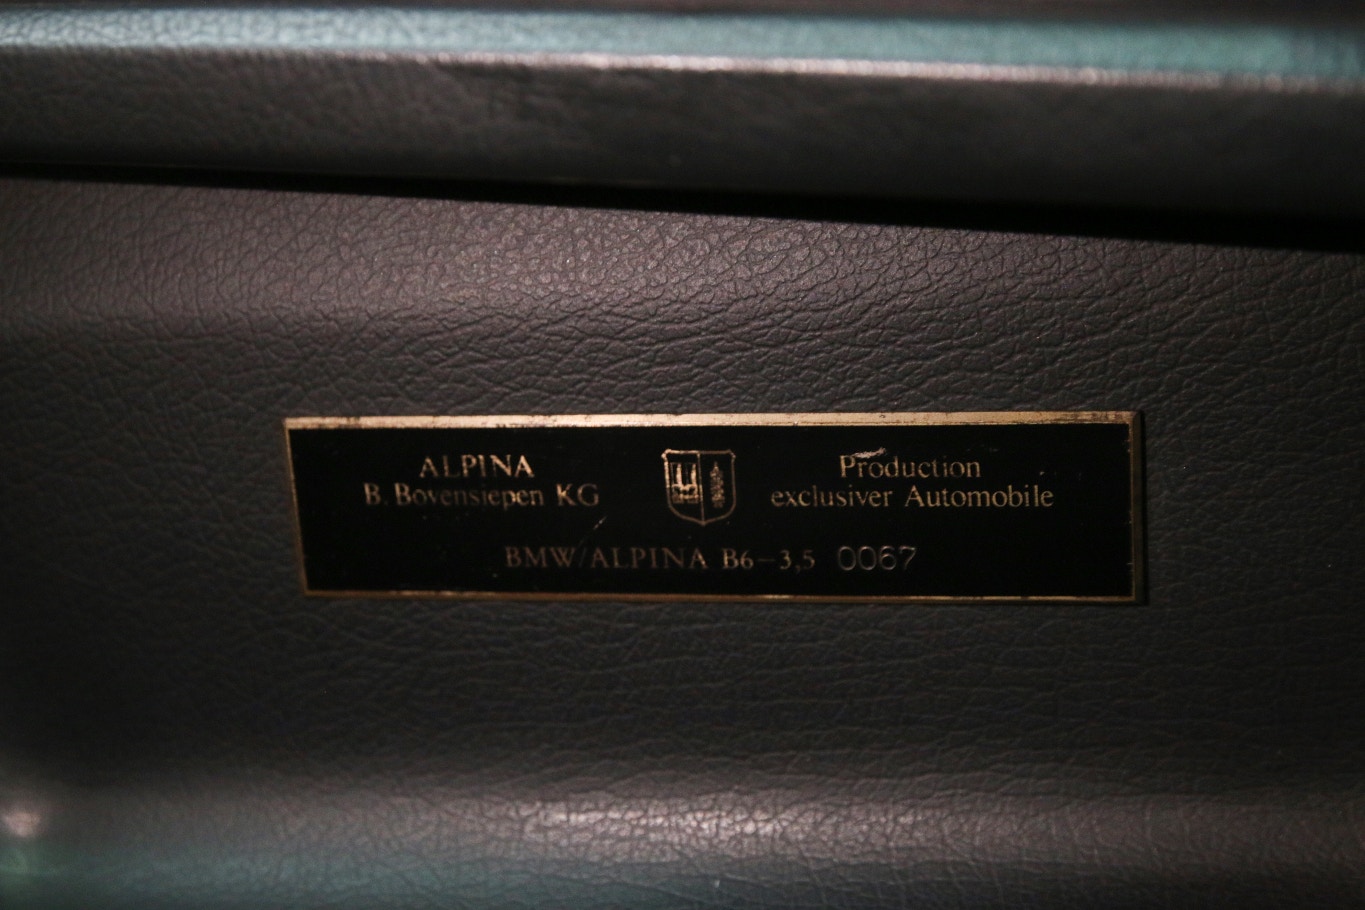 ALPINA
B. Bovensiepen KG
Production
exclusiver Automobile
BMW/ALPINA B6-3,5 0067